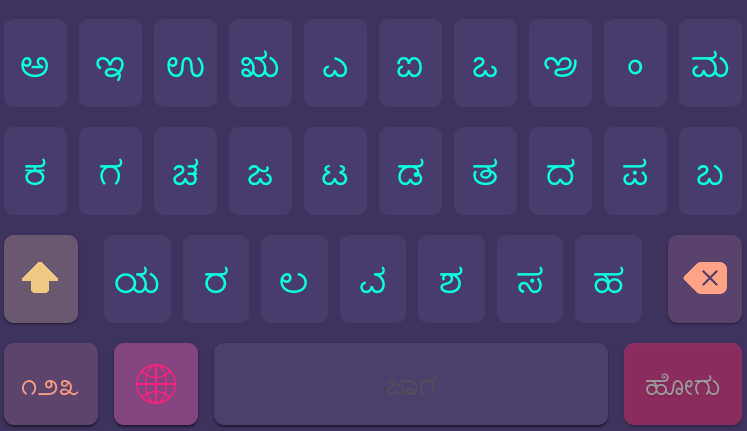 ಅ ಇ ಉ ಋ ಎ ಐ ಒ ಞ ಂ ಮ
ಕ ಗ ಚ ಜ ಟ ಡ ತ ದ ಪ ಬ
ಯ ರ ಲ ವ ಶ ಸ ಹ
೧೨೩ ಜಾಗ ಹೋಗು